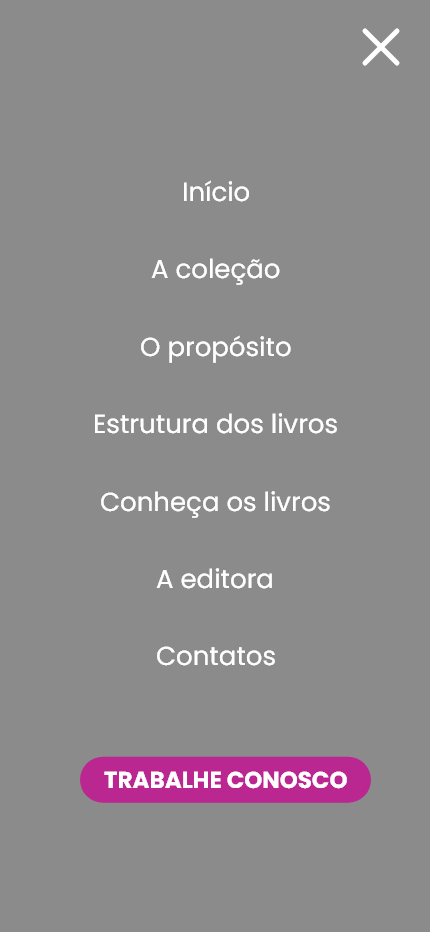 Início
A coleção
O propósito
Estrutura dos livros
Conheça os livros
A editora
Contatos
TRABALHE CONOSCO